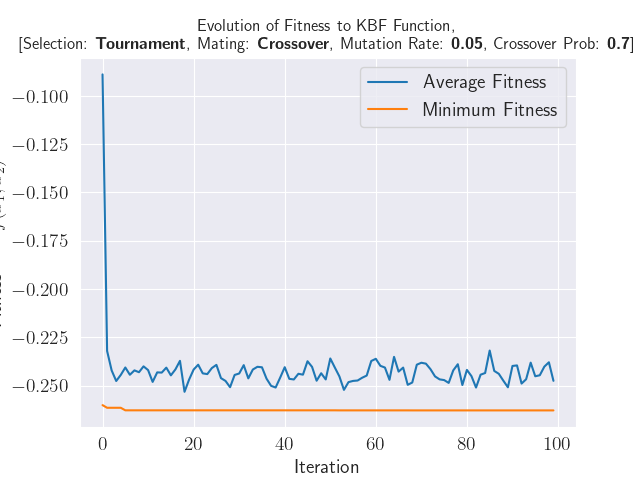 Evolution of Fitness to KBF Function,
[Selection: Tournament, Mating: Crossover, Mutation Rate: 0.05, Crossover Prob: 0.7]
Average Fitness
Minimum Fitness
−0.100
−0.125
−0.150
−0.175
−0.200
−0.225
−0.250
0
20
40
60
80
100
Iteration